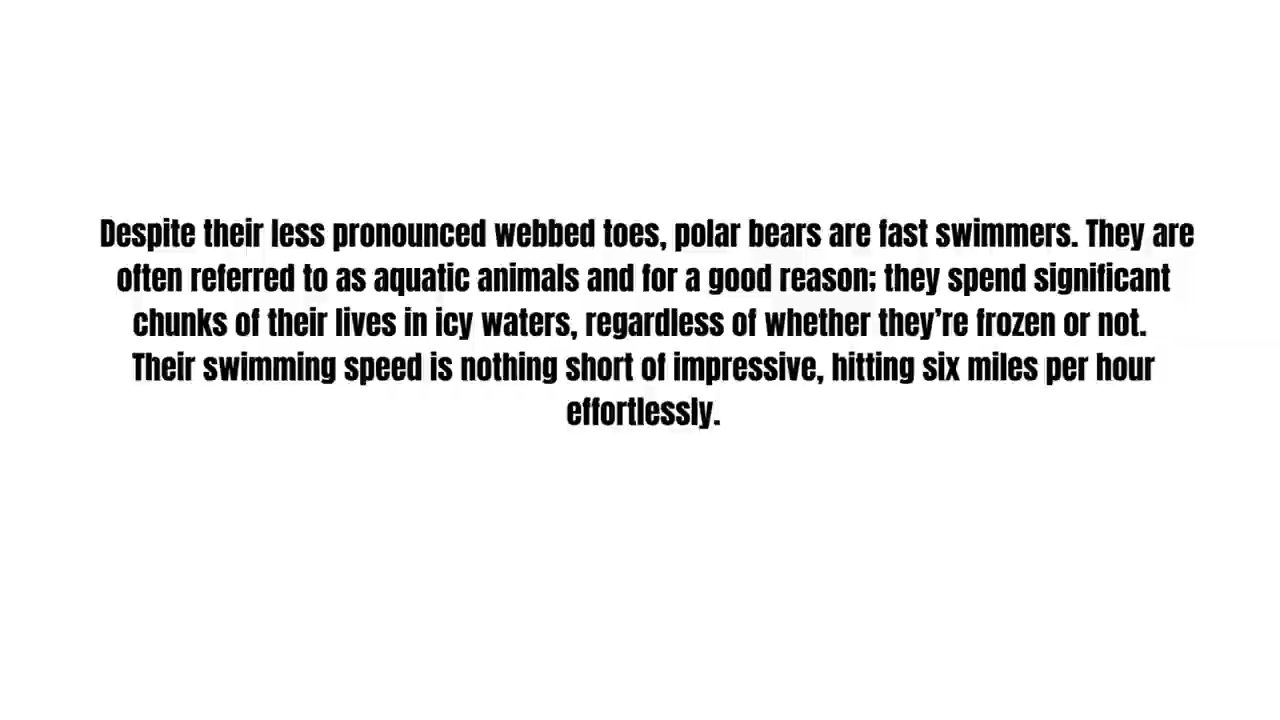 Despite their less pronounced webbed toes, polar bears are fast swimmers. They are
often referred to as aquatic animals and for a good reason; they spend significant
chunks of their lives in icy waters, regardless of whether they’re frozen or not.
Their swimming speed is nothing short of impressive, hitting six miles per hour
effortlessly.